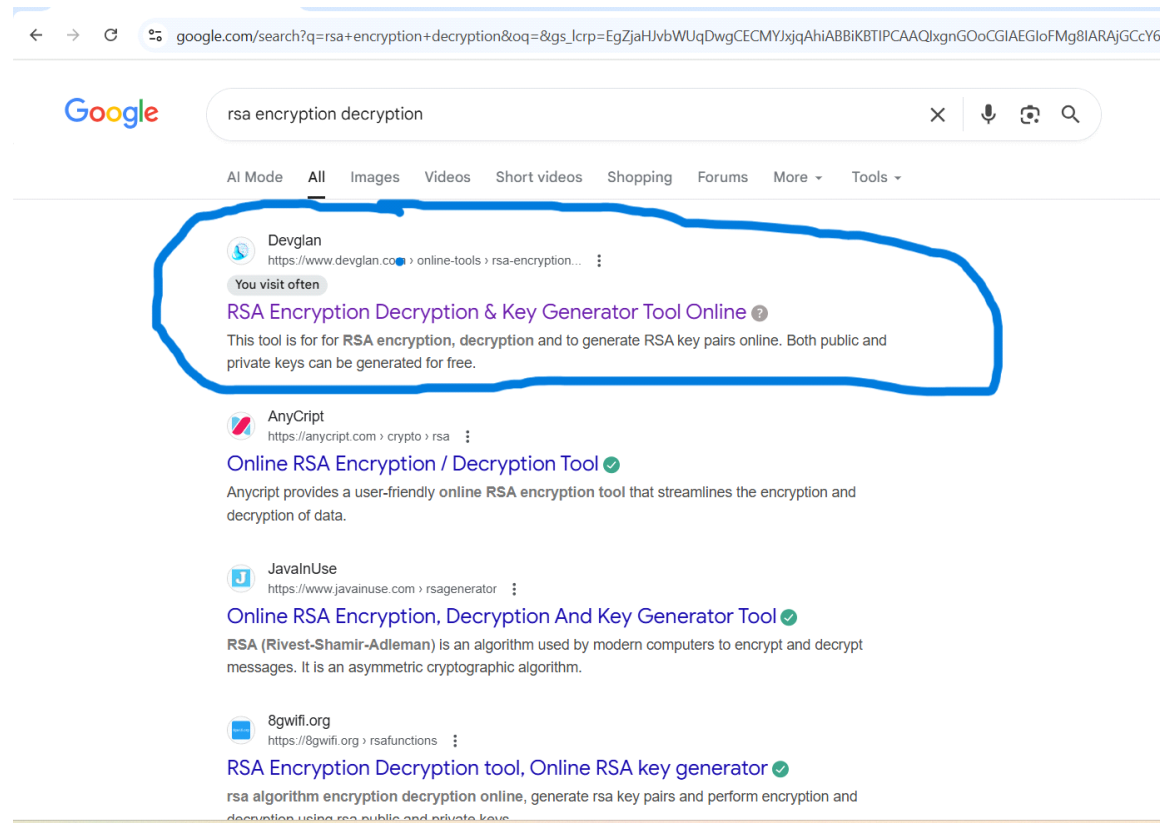 google.com/search?q=rsa+encryption+decryption&oq=&gs_lcrp=EgZjaHJvbWUqDwgCECMYJxjqAhiABBiKBTIPCAAQIxgnGOoCGIAEGIoFMg8IARAjGCcY6
Google
rsa encryption decryption
AI Mode All Images Videos Short videos Shopping Forums More Tools
Devglan
https://www.devglan.com › online-tools › rsa-encryption...
You visit often
RSA Encryption Decryption & Key Generator Tool Online
This tool is for for RSA encryption, decryption and to generate RSA key pairs online. Both public and
private keys can be generated for free.
AnyCript
https://anycript.com › crypto › rsa
Online RSA Encryption / Decryption Tool
Anycript provides a user-friendly online RSA encryption tool that streamlines the encryption and
decryption of data.
JavaInUse
https://www.javainuse.com › rsagenerator
Online RSA Encryption, Decryption And Key Generator Tool
RSA (Rivest-Shamir-Adleman) is an algorithm used by modern computers to encrypt and decrypt
messages. It is an asymmetric cryptographic algorithm.
8gwifi.org
https://8gwifi.org › rsafunctions
RSA Encryption Decryption tool, Online RSA key generator
rsa algorithm encryption decryption online, generate rsa key pairs and perform encryption and
decryption using rsa public and private keys